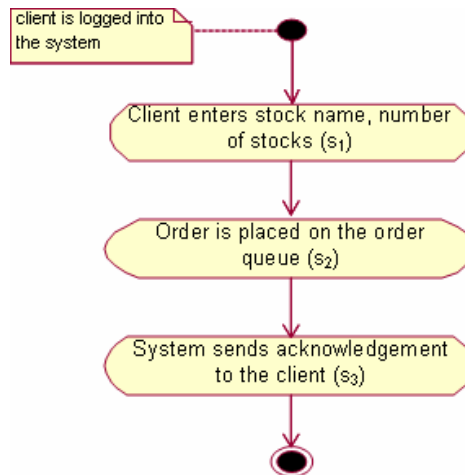 client is logged into
the system
Client enters stock name, number
of stocks (s₁)
Order is placed on the order
queue (s₂)
System sends acknowledgement
to the client (s₃)